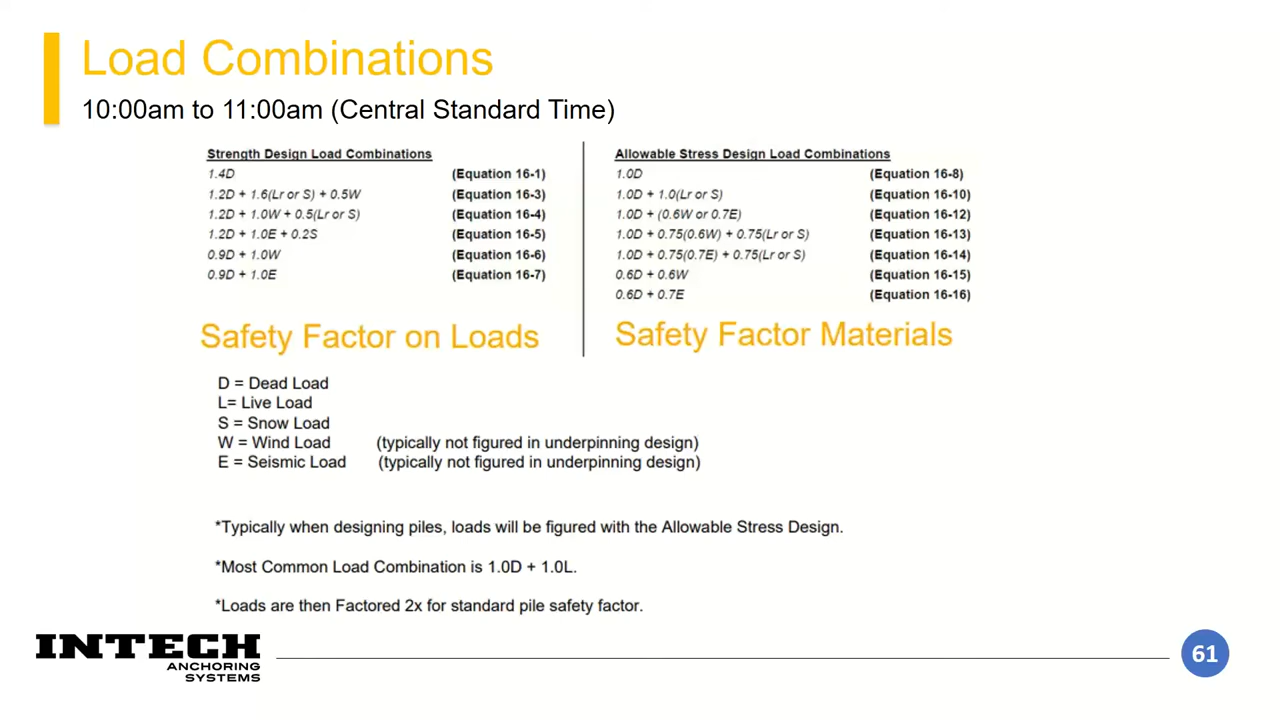 Load Combinations
10:00am to 11:00am (Central Standard Time)
Strength Design Load Combinations
1.4D (Equation 16-1)
1.2D + 1.6(Lr or S) + 0.5W (Equation 16-3)
1.2D + 1.0W + 0.5(Lr or S) (Equation 16-4)
1.2D + 1.0E + 0.2S (Equation 16-5)
0.9D + 1.0W (Equation 16-6)
0.9D + 1.0E (Equation 16-7)
Safety Factor on Loads
Allowable Stress Design Load Combinations
1.0D (Equation 16-8)
1.0D + 1.0(Lr or S) (Equation 16-10)
1.0D + (0.6W or 0.7E) (Equation 16-12)
1.0D + 0.75(0.6W) + 0.75(Lr or S) (Equation 16-13)
1.0D + 0.75(0.7E) + 0.75(Lr or S) (Equation 16-14)
0.6D + 0.6W (Equation 16-15)
0.6D + 0.7E (Equation 16-16)
Safety Factor Materials
D = Dead Load
L= Live Load
S = Snow Load
W = Wind Load (typically not figured in underpinning design)
E = Seismic Load (typically not figured in underpinning design)
*Typically when designing piles, loads will be figured with the Allowable Stress Design.
*Most Common Load Combination is 1.0D + 1.0L.
*Loads are then Factored 2x for standard pile safety factor.
INTECH
ANCHORING
SYSTEMS
61